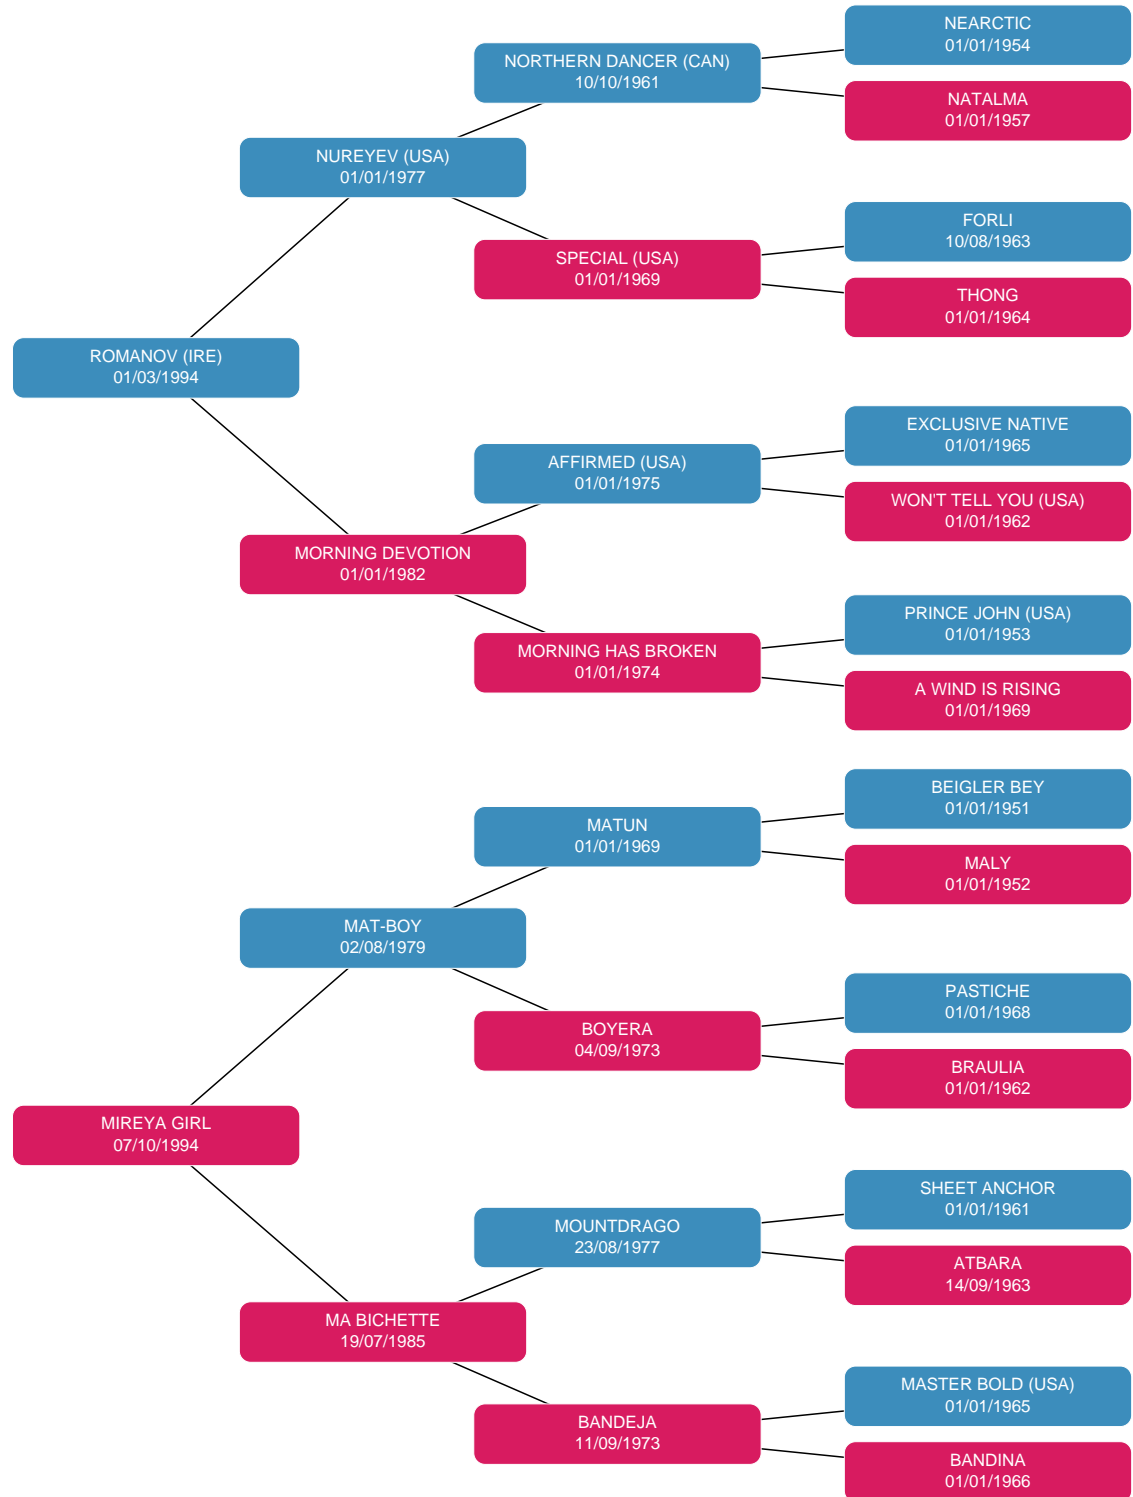 NEARCTIC
01/01/1954
NORTHERN DANCER (CAN)
10/10/1961
NATALMA
01/01/1957
NUREYEV (USA)
01/01/1977
FORLI
10/08/1963
SPECIAL (USA)
01/01/1969
THONG
01/01/1964
ROMANOV (IRE)
01/03/1994
EXCLUSIVE NATIVE
01/01/1965
AFFIRMED (USA)
01/01/1975
WON'T TELL YOU (USA)
01/01/1962
MORNING DEVOTION
01/01/1982
PRINCE JOHN (USA)
01/01/1953
MORNING HAS BROKEN
01/01/1974
A WIND IS RISING
01/01/1969
BEIGLER BEY
01/01/1951
MATUN
01/01/1969
MALY
01/01/1952
MAT-BOY
02/08/1979
PASTICHE
01/01/1968
BOYERA
04/09/1973
BRAULIA
01/01/1962
MIREYA GIRL
07/10/1994
SHEET ANCHOR
01/01/1961
MOUNTDRAGO
23/08/1977
ATBARA
14/09/1963
MA BICHETTE
19/07/1985
MASTER BOLD (USA)
01/01/1965
BANDEJA
11/09/1973
BANDINA
01/01/1966